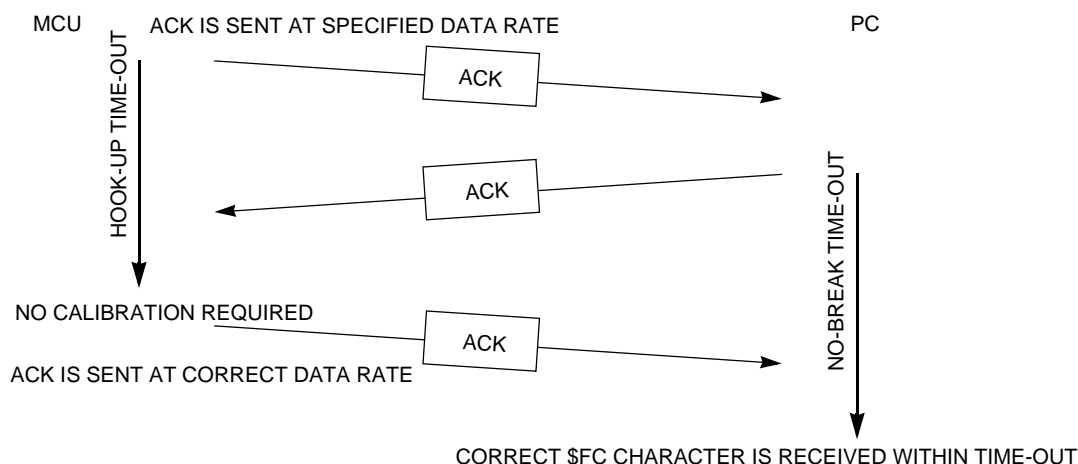 MCU
ACK IS SENT AT SPECIFIED DATA RATE
PC
HOOK-UP TIME-OUT
ACK
ACK
NO-BREAK TIME-OUT
NO CALIBRATION REQUIRED
ACK
ACK IS SENT AT CORRECT DATA RATE
CORRECT $FC CHARACTER IS RECEIVED WITHIN TIME-OUT